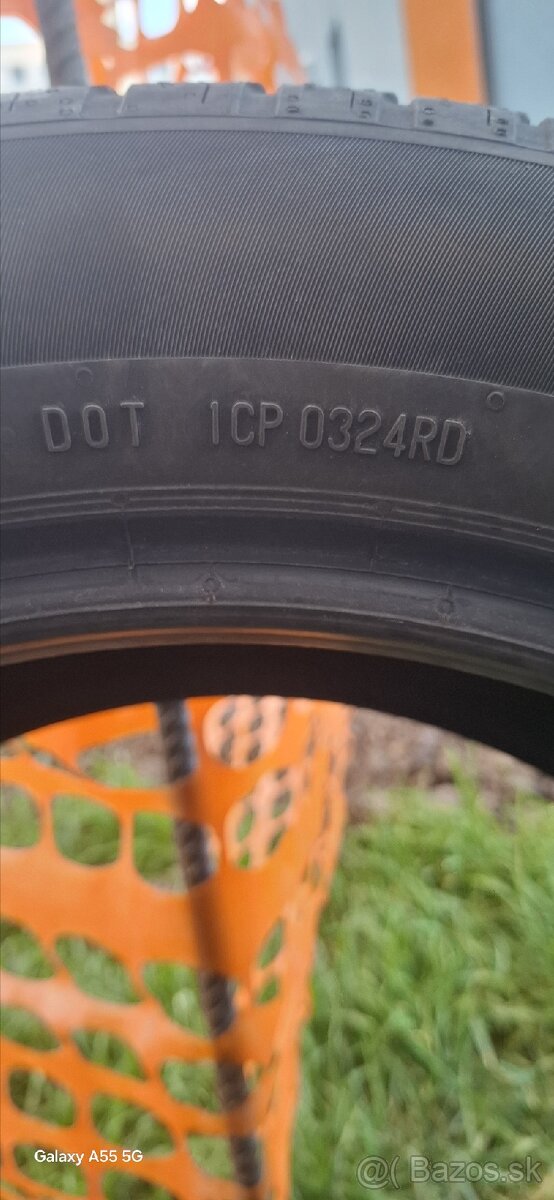 DOT 1CP 0324RD
Galaxy A55 5G
@( Bazos.sk